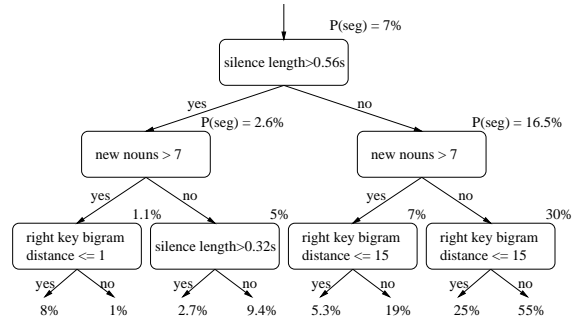 P(seg) = 7%
silence length>0.56s
yes no
P(seg) = 2.6% P(seg) = 16.5%
new nouns > 7 new nouns > 7
yes no yes no
1.1% 5% 7% 30%
right key bigram
distance <= 1
silence length>0.32s
right key bigram
distance <= 15
right key bigram
distance <= 15
yes no yes no yes no yes no
8% 1% 2.7% 9.4% 5.3% 19% 25% 55%